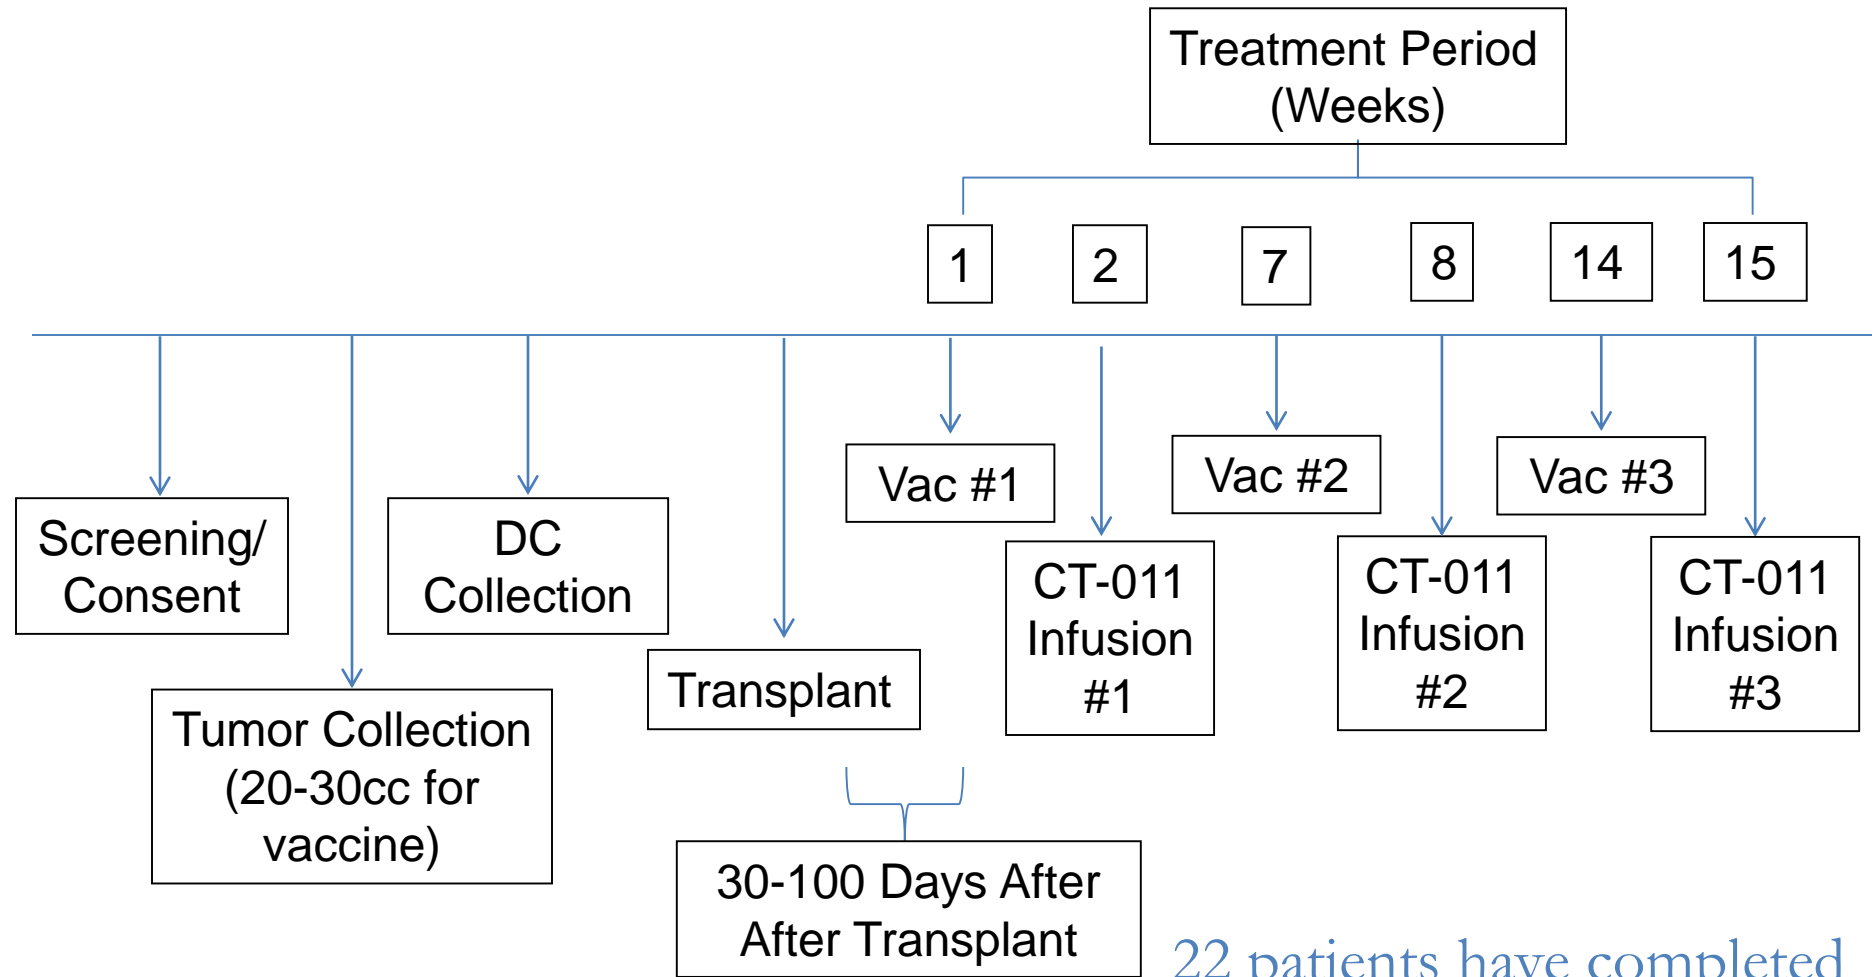 Treatment Period
(Weeks)
1
2
7
8
14
15
Screening/
Consent
Tumor Collection
(20-30cc for
vaccine)
DC
Collection
Transplant
30-100 Days After
After Transplant
Vac #1
CT-011
Infusion
#1
Vac #2
CT-011
Infusion
#2
Vac #3
CT-011
Infusion
#3
22 patients have completed